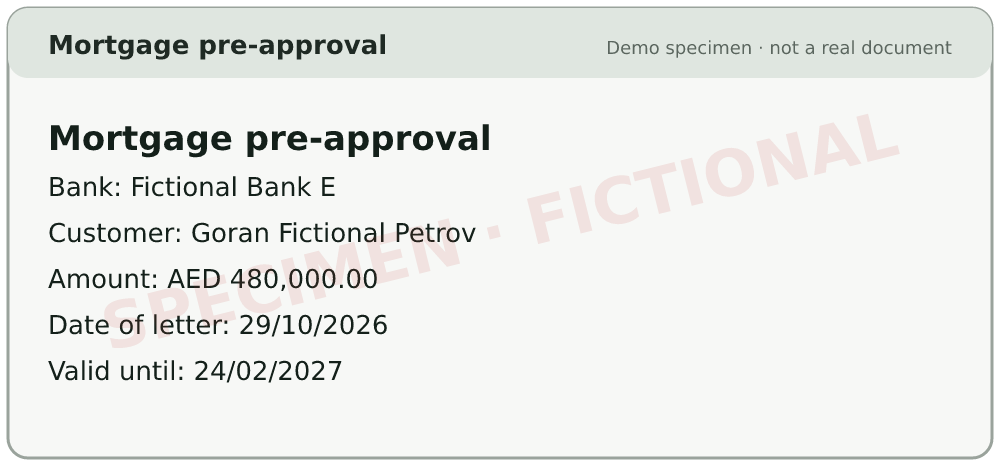 Mortgage pre-approval
Demo specimen · not a real document
Mortgage pre-approval
Bank: Fictional Bank E
Customer: Goran Fictional Petrov
Amount: AED 480,000.00
Date of letter: 29/10/2026
Valid until: 24/02/2027
SPECIMEN · FICTIONAL